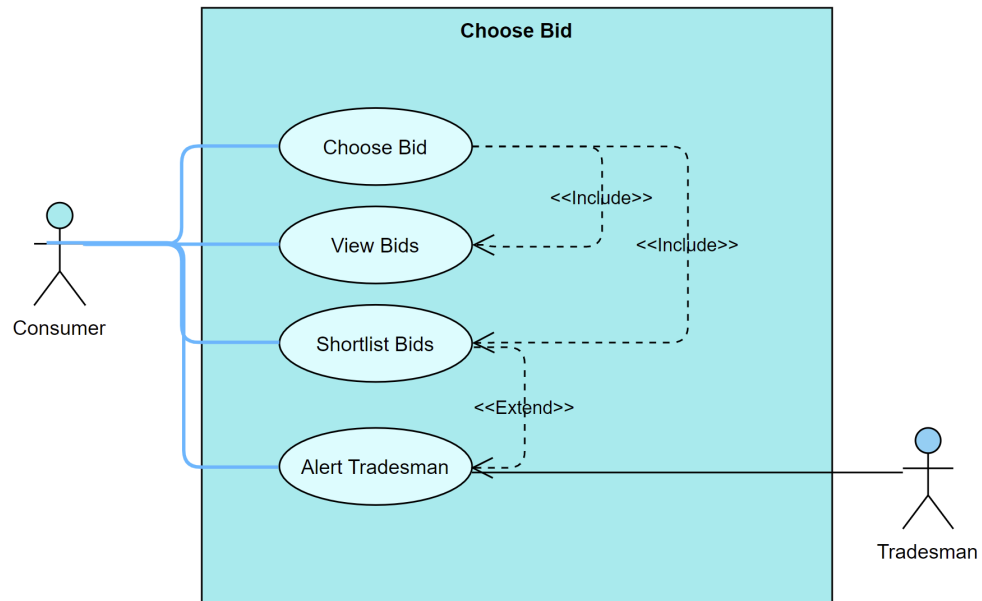 Choose Bid
Choose Bid
<<Include>>
View Bids
<<Include>>
Consumer
Shortlist Bids
<<Extend>>
Alert Tradesman
Tradesman